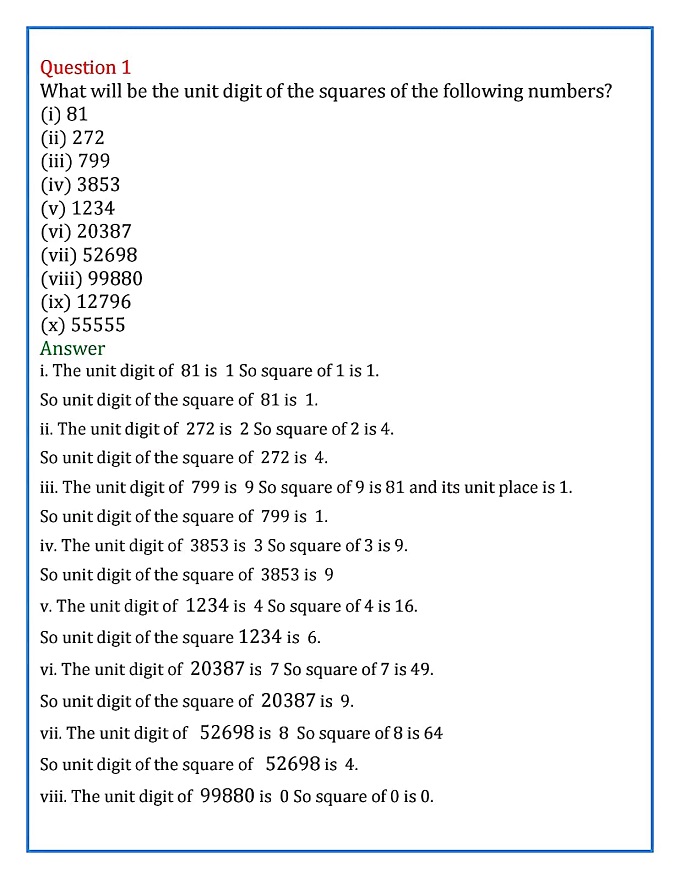 Question 1
What will be the unit digit of the squares of the following numbers?
(i) 81
(ii) 272
(iii) 799
(iv) 3853
(v) 1234
(vi) 20387
(vii) 52698
(viii) 99880
(ix) 12796
(x) 55555
Answer
i. The unit digit of 81 is 1 So square of 1 is 1.
So unit digit of the square of 81 is 1.
ii. The unit digit of 272 is 2 So square of 2 is 4.
So unit digit of the square of 272 is 4.
iii. The unit digit of 799 is 9 So square of 9 is 81 and its unit place is 1.
So unit digit of the square of 799 is 1.
iv. The unit digit of 3853 is 3 So square of 3 is 9.
So unit digit of the square of 3853 is 9
v. The unit digit of 1234 is 4 So square of 4 is 16.
So unit digit of the square 1234 is 6.
vi. The unit digit of 20387 is 7 So square of 7 is 49.
So unit digit of the square of 20387 is 9.
vii. The unit digit of 52698 is 8 So square of 8 is 64
So unit digit of the square of 52698 is 4.
viii. The unit digit of 99880 is 0 So square of 0 is 0.